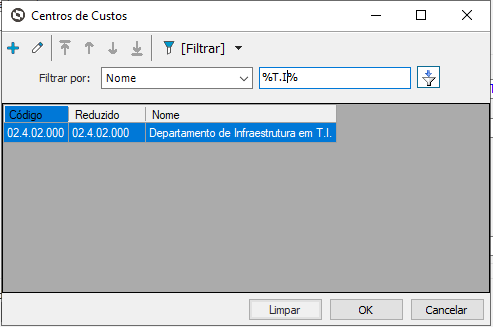 Centros de Custos
[Filtrar]
Filtrar por: Nome %T.I%
Código Reduzido Nome
02.4.02.000 02.4.02.000 Departamento de Infraestrutura em T.I.
Limpar OK Cancelar